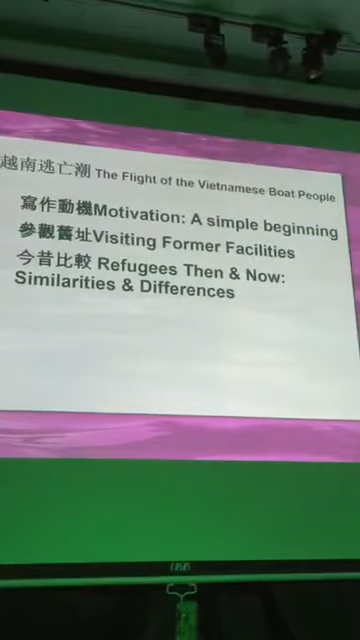 越南逃亡潮 The Flight of the Vietnamese Boat People
寫作動機Motivation: A simple beginning
參觀舊址Visiting Former Facilities
今昔比較 Refugees Then & Now:
Similarities & Differences